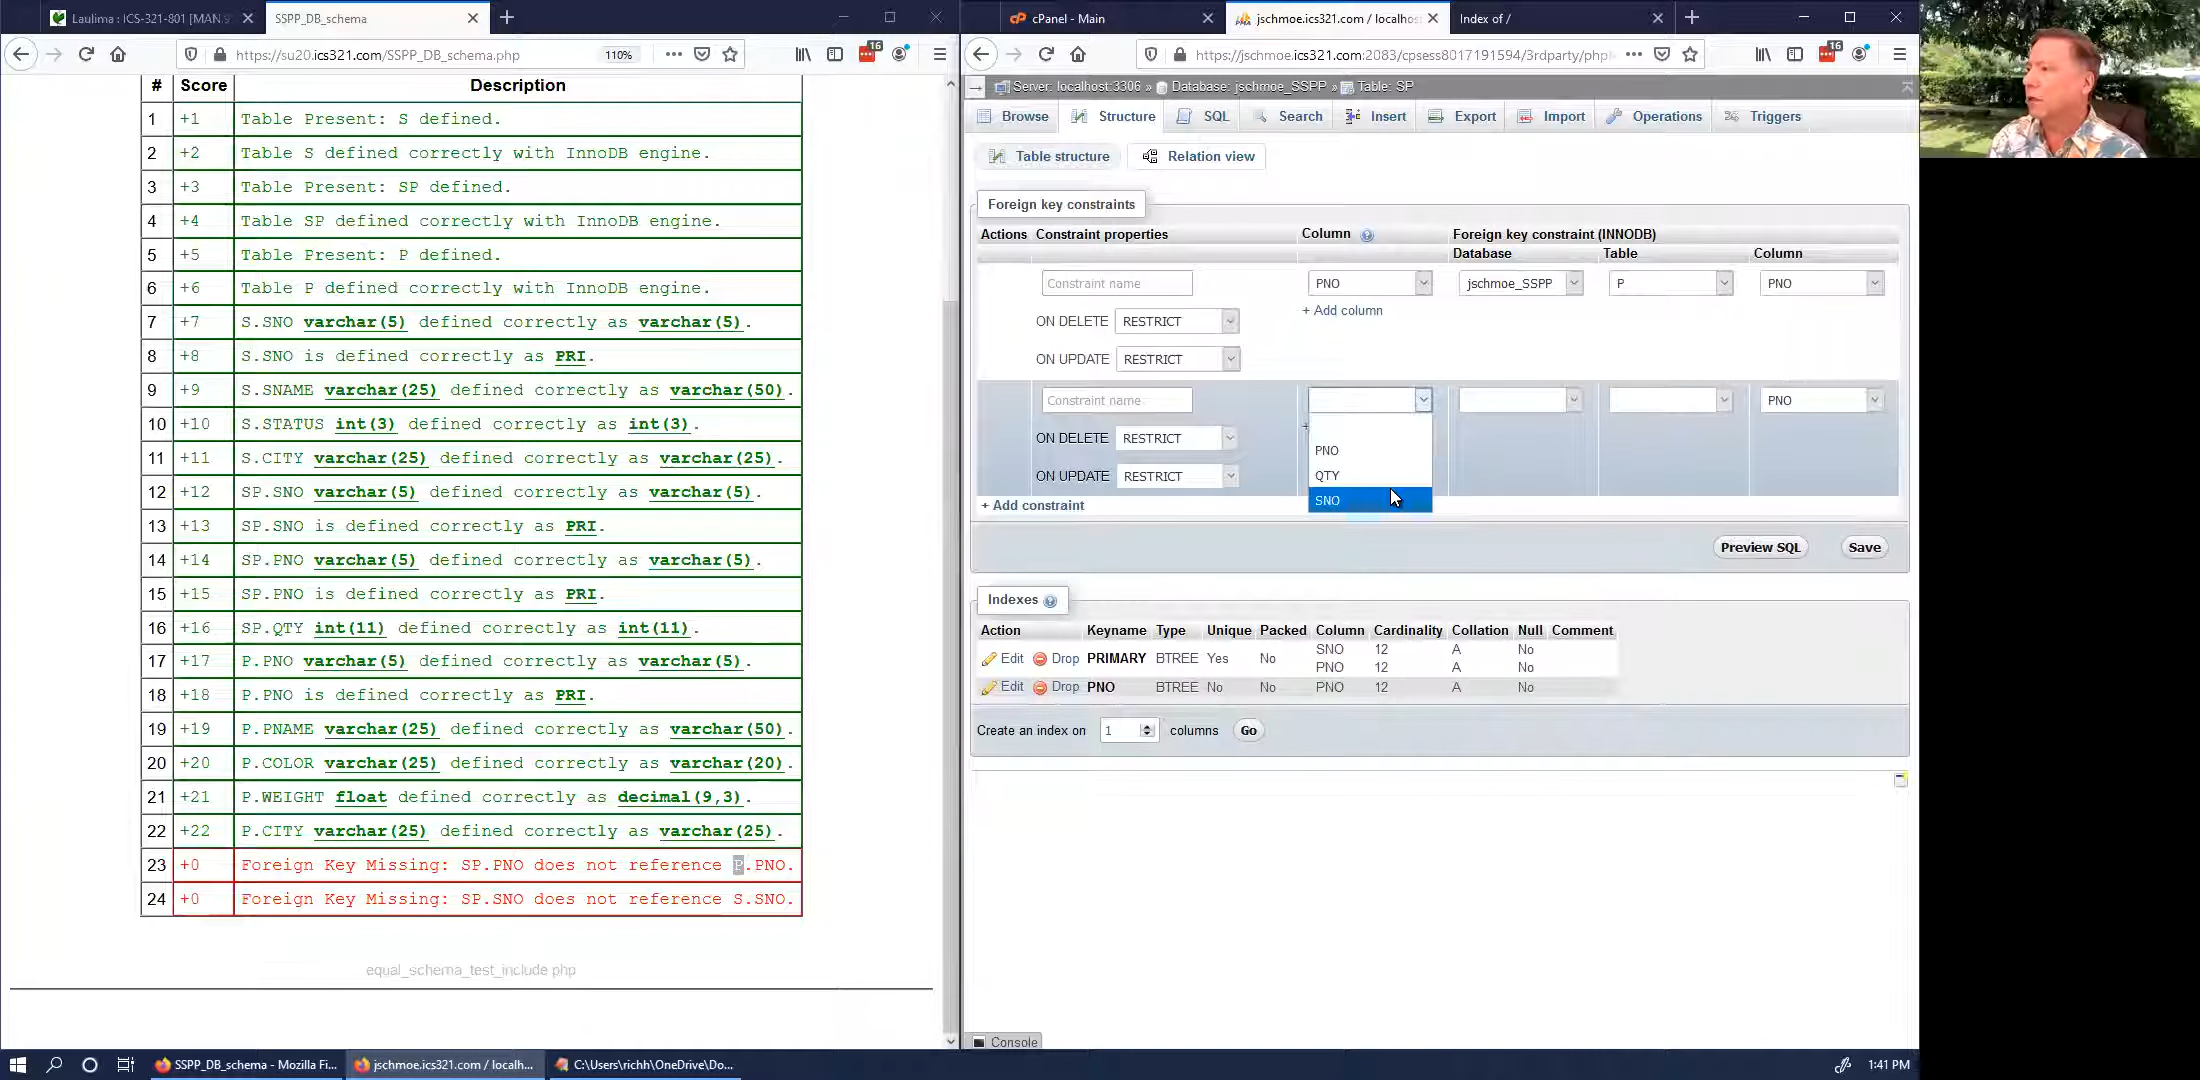 Laulima : ICS-321-801 [MAN.9
SSPP_DB_schema
https://su20.ics321.com/SSPP_DB_schema.php
110%
16
# Score Description
1 +1 Table Present: S defined.
2 +2 Table S defined correctly with InnoDB engine.
3 +3 Table Present: SP defined.
4 +4 Table SP defined correctly with InnoDB engine.
5 +5 Table Present: P defined.
6 +6 Table P defined correctly with InnoDB engine.
7 +7 S.SNO varchar(5) defined correctly as varchar(5).
8 +8 S.SNO is defined correctly as PRI.
9 +9 S.SNAME varchar(25) defined correctly as varchar(50).
10 +10 S.STATUS int(3) defined correctly as int(3).
11 +11 S.CITY varchar(25) defined correctly as varchar(25).
12 +12 SP.SNO varchar(5) defined correctly as varchar(5).
13 +13 SP.SNO is defined correctly as PRI.
14 +14 SP.PNO varchar(5) defined correctly as varchar(5).
15 +15 SP.PNO is defined correctly as PRI.
16 +16 SP.QTY int(11) defined correctly as int(11).
17 +17 P.PNO varchar(5) defined correctly as varchar(5).
18 +18 P.PNO is defined correctly as PRI.
19 +19 P.PNAME varchar(25) defined correctly as varchar(50).
20 +20 P.COLOR varchar(25) defined correctly as varchar(20).
21 +21 P.WEIGHT float defined correctly as decimal(9,3).
22 +22 P.CITY varchar(25) defined correctly as varchar(25).
23 +0 Foreign Key Missing: SP.PNO does not reference P.PNO.
24 +0 Foreign Key Missing: SP.SNO does not reference S.SNO.
equal_schema_test_include php
cPanel - Main
jschmoe.ics321.com / localhos
Index of /
https://jschmoe.ics321.com:2083/cpsess8017191594/3rdparty/php
16
Server: localhost:3306 » Database: jschmoe_SSPP » Table: SP
Browse Structure SQL Search Insert Export Import Operations Triggers
Table structure Relation view
Foreign key constraints
Actions Constraint properties Column Foreign key constraint (INNODB)
Database Table Column
Constraint name PNO jschmoe_SSPP P PNO
+ Add column
ON DELETE RESTRICT
ON UPDATE RESTRICT
Constraint name PNO
+
ON DELETE RESTRICT
ON UPDATE RESTRICT
PNO
QTY
SNO
+ Add constraint
Preview SQL Save
Indexes
Action Keyname Type Unique Packed Column Cardinality Collation Null Comment
Edit Drop PRIMARY BTREE Yes No SNO 12 A No
PNO 12 A No
Edit Drop PNO BTREE No No PNO 12 A No
Create an index on 1 columns Go
Console
SSPP_DB_schema - Mozilla Fi...
jschmoe.ics321.com / localh...
C:\Users\richh\OneDrive\Do...
1:41 PM